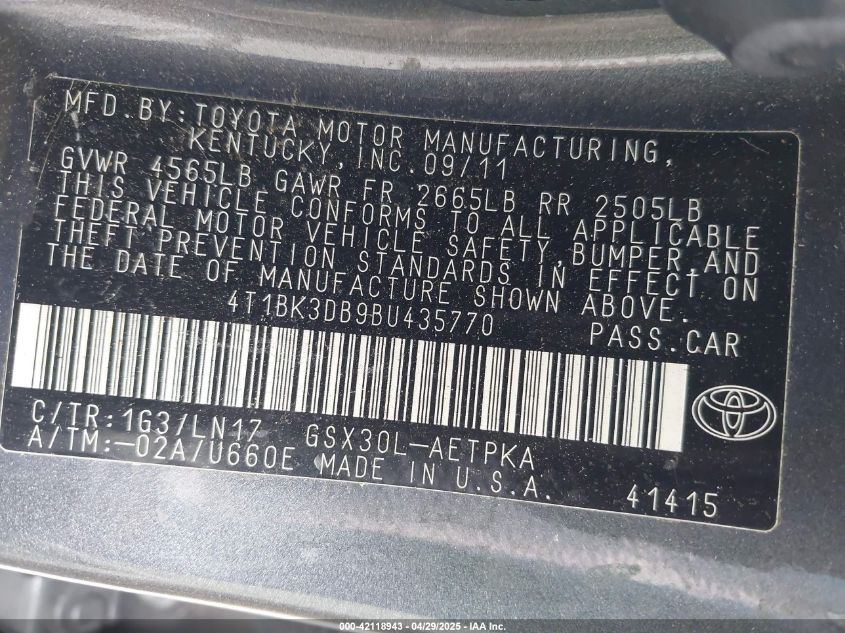 MFD.BY:TOYOTA MOTOR MANUFACTURING,
KENTUCKY,INC.09/11
GVWR 4565LB GAWR FR 2665LB RR 2505LB
THIS VEHICLE CONFORMS TO ALL APPLICABLE
FEDERAL MOTOR VEHICLE SAFETY,BUMPER,AND
THEFT PREVENTION STANDARDS IN EFFECT ON
THE DATE OF MANUFACTURE SHOWN ABOVE.
4T1BK3DB9BU435770 PASS.CAR
C/TR:1G3/LN17 GSX30L-AETPKA
A/TM:-02A/U660E MADE IN U.S.A. 41415
000-42118943 - 04/29/2025 - IAA Inc.